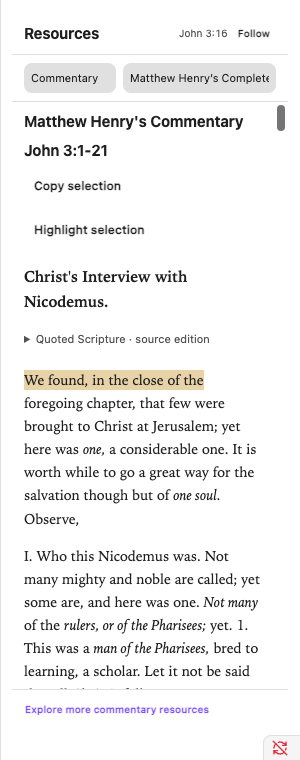 Resources
John 3:16 Follow
Commentary
Matthew Henry's Complete
Matthew Henry's Commentary
John 3:1-21
Copy selection
Highlight selection
Christ's Interview with
Nicodemus.
▶ Quoted Scripture · source edition
We found, in the close of the
foregoing chapter, that few were
brought to Christ at Jerusalem; yet
here was one, a considerable one. It is
worth while to go a great way for the
salvation though but of one soul.
Observe,
I. Who this Nicodemus was. Not
many mighty and noble are called; yet
some are, and here was one. Not many
of the rulers, or of the Pharisees; yet. 1.
This was a man of the Pharisees, bred to
learning, a scholar. Let it not be said
Explore more commentary resources